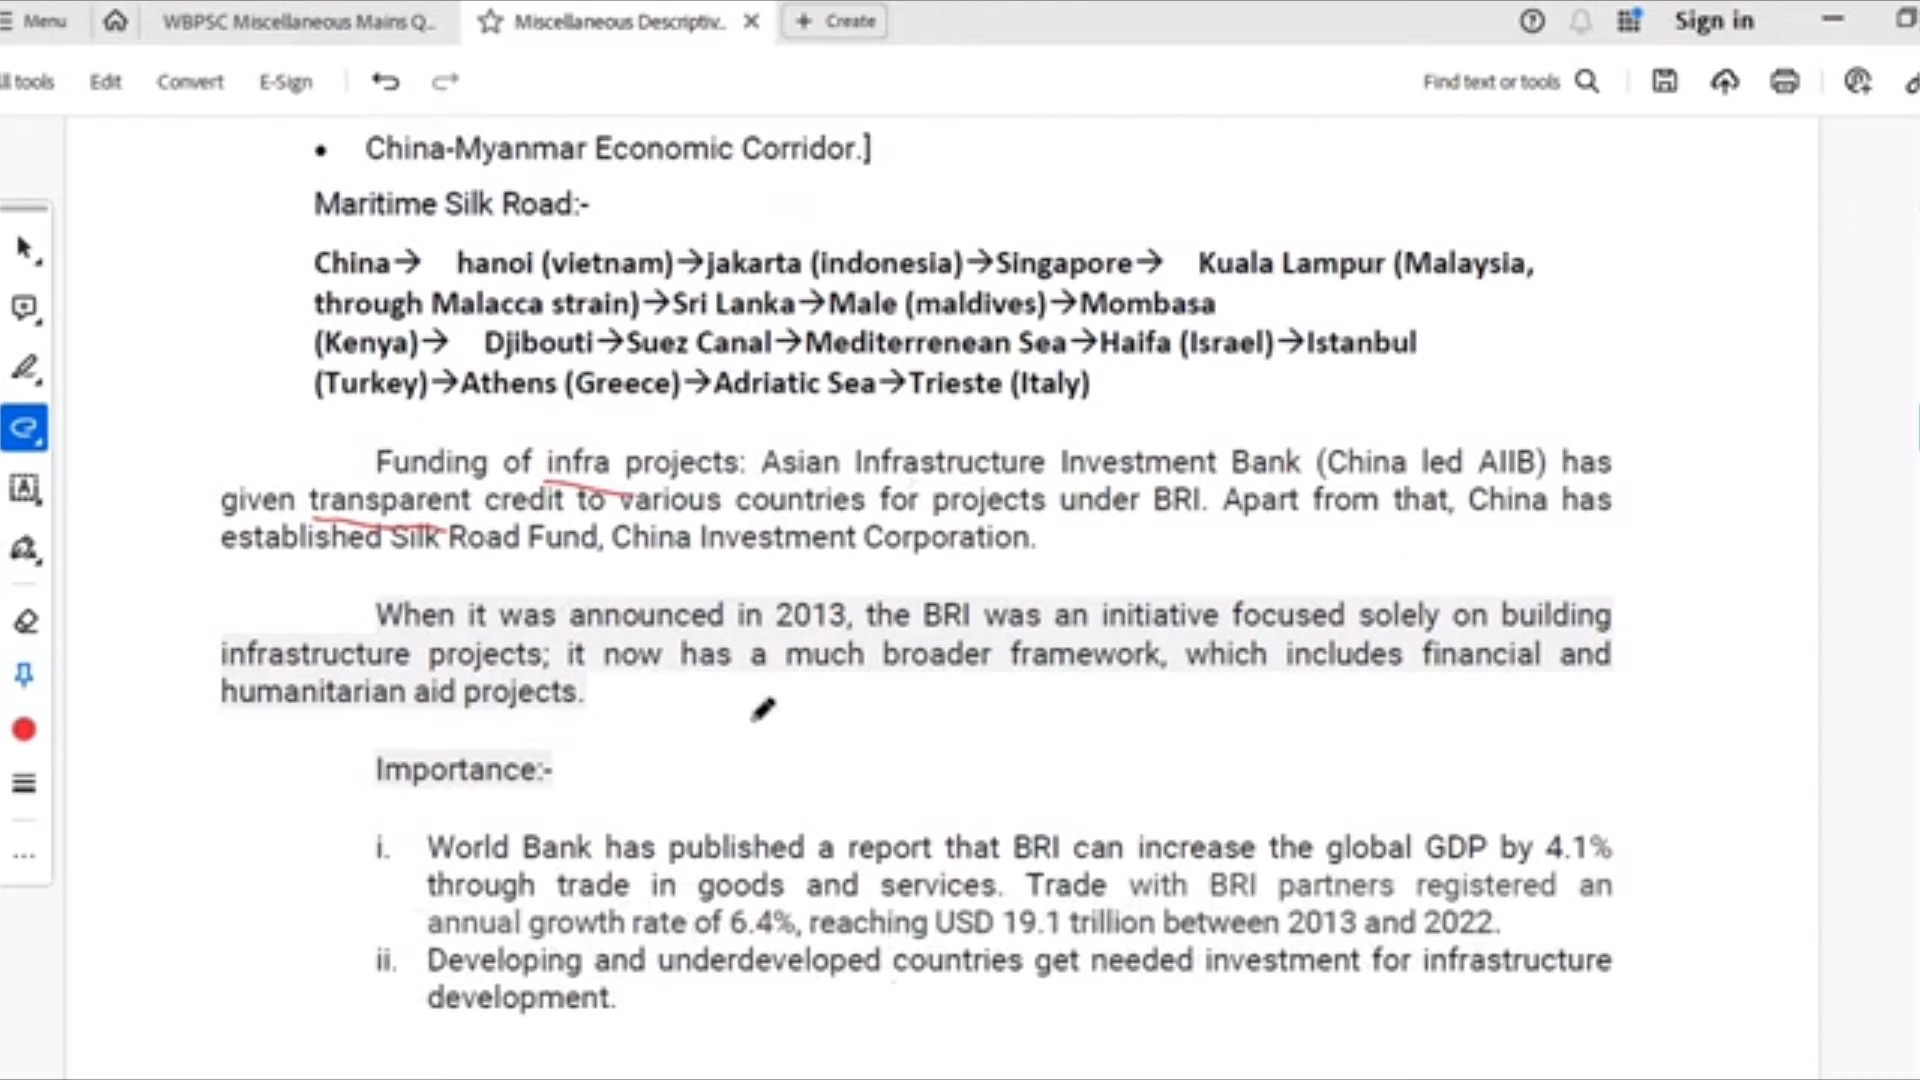 Menu WBPSC Miscellaneous Mains Q... Miscellaneous Descriptiv... Create Sign in
ll tools Edit Convert E-Sign Find text or tools
• China-Myanmar Economic Corridor.]
Maritime Silk Road:-
China→ hanoi (vietnam)→jakarta (indonesia)→Singapore→ Kuala Lampur (Malaysia,
through Malacca strain)→Sri Lanka→Male (maldives)→Mombasa
(Kenya)→ Djibouti→Suez Canal→Mediterrenean Sea→Haifa (Israel)→Istanbul
(Turkey)→Athens (Greece)→Adriatic Sea→Trieste (Italy)
Funding of infra projects: Asian Infrastructure Investment Bank (China led AIIB) has
given transparent credit to various countries for projects under BRI. Apart from that, China has
established Silk Road Fund, China Investment Corporation.
When it was announced in 2013, the BRI was an initiative focused solely on building
infrastructure projects; it now has a much broader framework, which includes financial and
humanitarian aid projects.
Importance:-
i. World Bank has published a report that BRI can increase the global GDP by 4.1%
through trade in goods and services. Trade with BRI partners registered an
annual growth rate of 6.4%, reaching USD 19.1 trillion between 2013 and 2022.
ii. Developing and underdeveloped countries get needed investment for infrastructure
development.